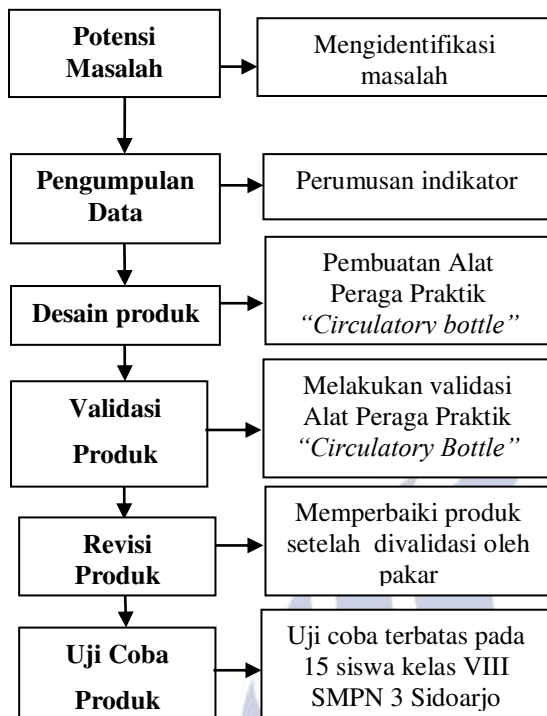 Potensi
Masalah
Mengidentifikasi
masalah
Pengumpulan
Data
Perumusan indikator
Desain produk
Pembuatan Alat
Peraga Praktik
“Circulatory bottle”
Validasi
Produk
Melakukan validasi
Alat Peraga Praktik
“Circulatory Bottle”
Revisi
Produk
Memperbaiki produk
setelah divalidasi oleh
pakar
Uji Coba
Produk
Uji coba terbatas pada
15 siswa kelas VIII
SMPN 3 Sidoarjo